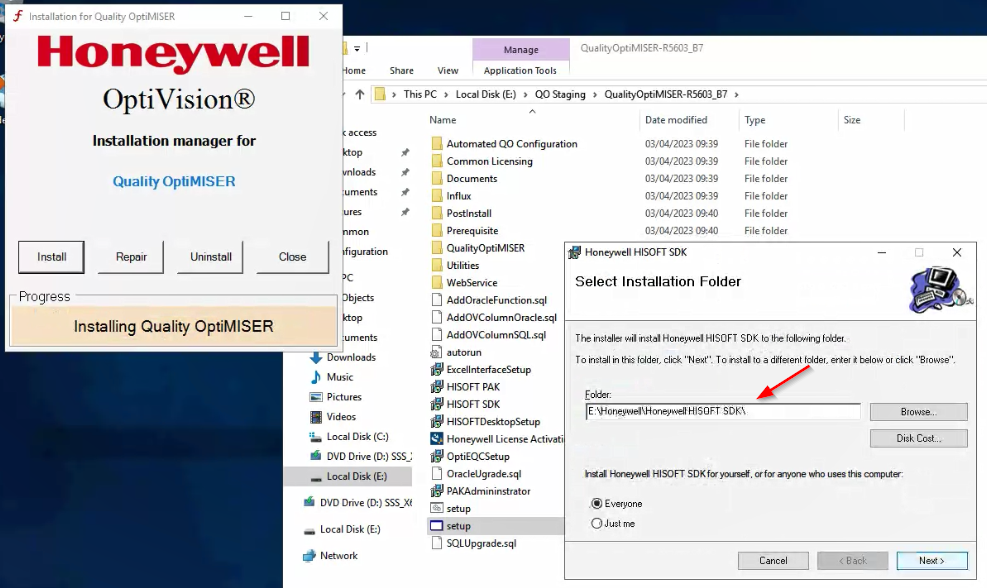 Installation for Quality OptiMISER
Honeywell
OptiVision®
Installation manager for
Quality OptiMISER
Install
Repair
Uninstall
Close
Progress
Installing Quality OptiMISER
Manage
QualityOptiMISER-R5603_B7
Home
Share
View
Application Tools
This PC
Local Disk (E:)
QO Staging
QualityOptiMISER-R5603_B7
Name
Date modified
Type
Size
Automated QO Configuration 03/04/2023 09:39 File folder
Common Licensing 03/04/2023 09:39 File folder
Documents 03/04/2023 09:39 File folder
Influx 03/04/2023 09:39 File folder
PostInstall 03/04/2023 09:40 File folder
Prerequisite 03/04/2023 09:40 File folder
QualityOptiMISER
Utilities
WebService
AddOracleFunction.sql
AddOVColumnOracle.sql
AddOVColumnSQL.sql
autorun
ExcelInterfaceSetup
HISOFT PAK
HISOFT SDK
HISOFTDesktopSetup
Honeywell License Activati
OptiEQCSetup
OracleUgrade.sql
PAKAdmininstrator
setup
setup
SQLUpgrade.sql
k access
ktop
wnloads
uments
ures
mmon
nfiguration
PC
Objects
ktop
uments
Downloads
Music
Pictures
Videos
Local Disk (C:)
DVD Drive (D:) SSS_
Local Disk (E:)
DVD Drive (D:) SSS_X6
Local Disk (E:)
Network
Honeywell HISOFT SDK
Select Installation Folder
The installer will install Honeywell HISOFT SDK to the following folder.
To install in this folder, click "Next". To install to a different folder, enter it below or click "Browse".
Folder:
E:\Honeywell\Honeywell HISOFT SDK\
Browse...
Disk Cost...
Install Honeywell HISOFT SDK for yourself, or for anyone who uses this computer:
Everyone
Just me
Cancel
< Back
Next >